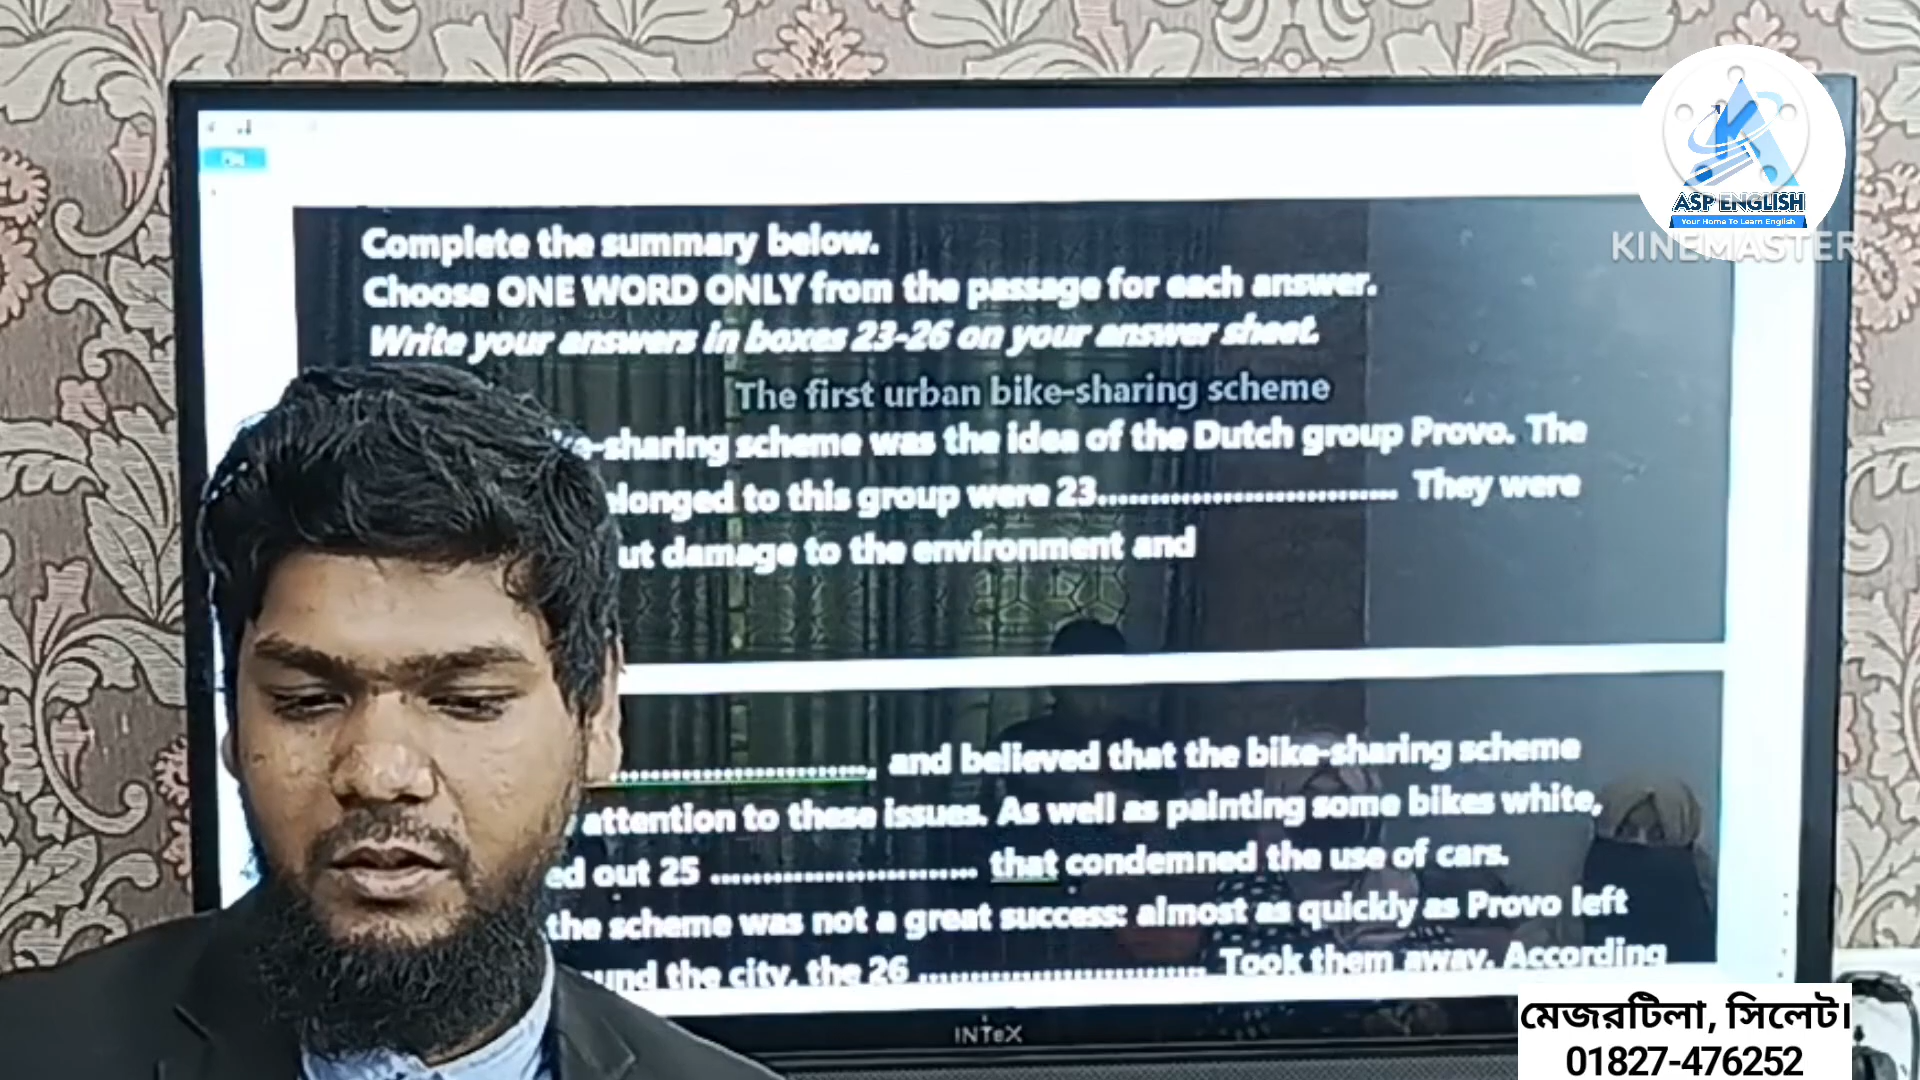 ASP ENGLISH
Your Home To Learn English
KINEMASTER
Complete the summary below.
Choose ONE WORD ONLY from the passage for each answer.
Write your answers in boxes 23-26 on your answer sheet.
The first urban bike-sharing scheme
-sharing scheme was the idea of the Dutch group Provo. The
longed to this group were 23.............................. They were
ut damage to the environment and
.........................., and believed that the bike-sharing scheme
attention to these issues. As well as painting some bikes white,
ed out 25 .......................... that condemned the use of cars.
the scheme was not a great success: almost as quickly as Provo left
und the city, the 26 .............................. Took them away. According
INTeX
মেজরটিলা, সিলেট।
01827-476252